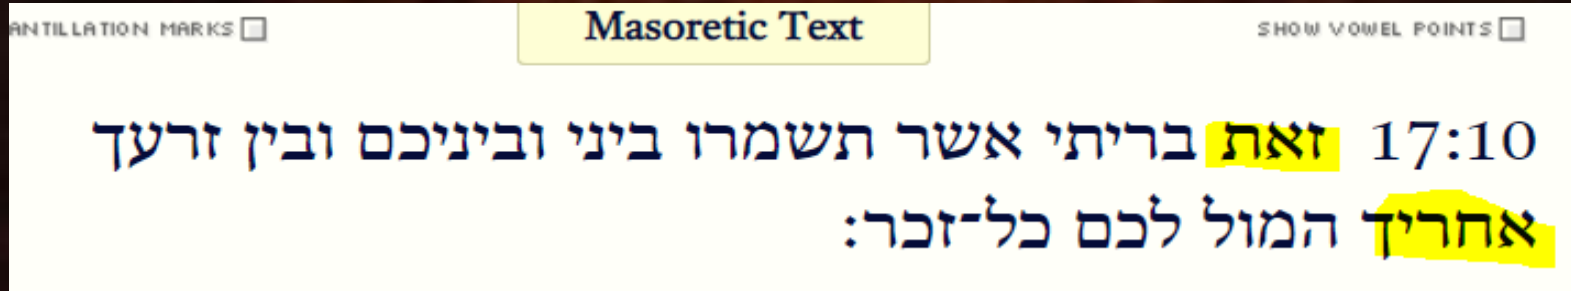 ANTILLATION MARKS
Masoretic Text
SHOW VOWEL POINTS
17:10 זאת בריתי אשר תשמרו ביני וביניכם ובין זרעך
אחריך המול לכם כל־זכר: